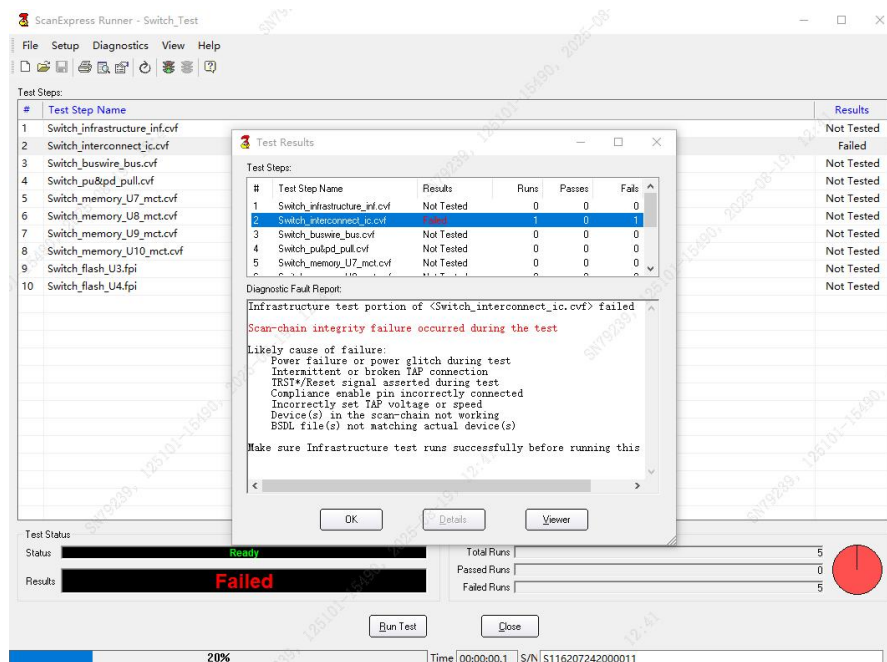 ScanExpress Runner - Switch_Test
File Setup Diagnostics View Help
Test Steps:
# Test Step Name Results
1 Switch_infrastructure_inf.cvf Not Tested
2 Switch_interconnect_ic.cvf Failed
3 Switch_buswire_bus.cvf Not Tested
4 Switch_pu&pd_pull.cvf Not Tested
5 Switch_memory_U7_mct.cvf Not Tested
6 Switch_memory_U8_mct.cvf Not Tested
7 Switch_memory_U9_mct.cvf Not Tested
8 Switch_memory_U10_mct.cvf Not Tested
9 Switch_flash_U3.fpi Not Tested
10 Switch_flash_U4.fpi Not Tested
Test Results
Test Steps:
# Test Step Name Results Runs Passes Fails
1 Switch_infrastructure_inf.cvf Not Tested 0 0 0
2 Switch_interconnect_ic.cvf Failed 1 0 1
3 Switch_buswire_bus.cvf Not Tested 0 0 0
4 Switch_pu&pd_pull.cvf Not Tested 0 0 0
5 Switch_memory_U7_mct.cvf Not Tested 0 0 0
Diagnostic Fault Report:
Infrastructure test portion of <Switch_interconnect_ic.cvf> failed
Scan-chain integrity failure occurred during the test
Likely cause of failure:
Power failure or power glitch during test
Intermittent or broken TAP connection
TRST*/Reset signal asserted during test
Compliance enable pin incorrectly connected
Incorrectly set TAP voltage or speed
Device(s) in the scan-chain not working
BSDL file(s) not matching actual device(s)
Make sure Infrastructure test runs successfully before running this
OK Details Viewer
Test Status
Status Ready
Results Failed
Total Runs 5
Passed Runs 0
Failed Runs 5
Run Test Close
20% Time 00:00:00.1 S/N S116207242000011
SN79239, 125101-15490, 2025-08-19, 12:41